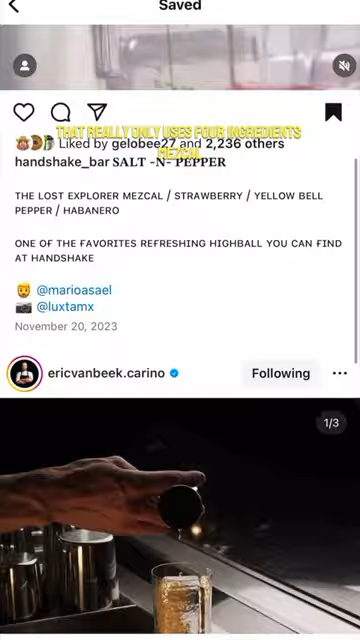 Saved
THAT REALLY ONLY USES FOUR INGREDIENTS
MEZCAL
Liked by gelobee27 and 2,236 others
handshake_bar SALT -N- PEPPER
THE LOST EXPLORER MEZCAL / STRAWBERRY / YELLOW BELL
PEPPER / HABANERO
ONE OF THE FAVORITES REFRESHING HIGHBALL YOU CAN FIND
AT HANDSHAKE
@marioasael
@luxtamx
November 20, 2023
ericvanbeek.carino
Following
1/3